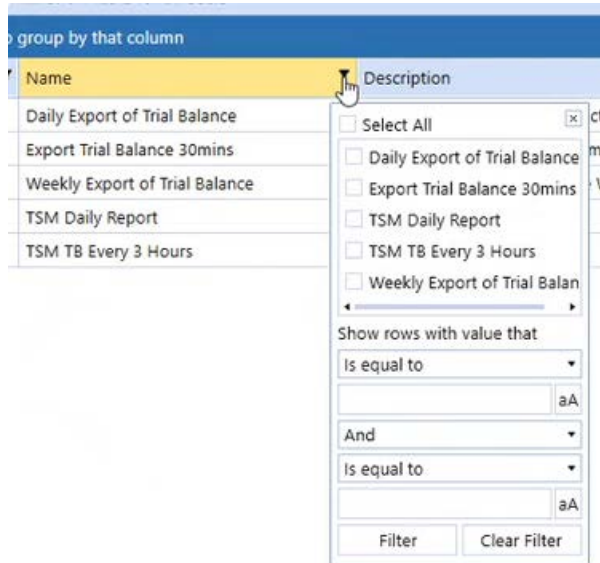 group by that column
Name
Description
Daily Export of Trial Balance
Export Trial Balance 30mins
Weekly Export of Trial Balance
TSM Daily Report
TSM TB Every 3 Hours
Select All
Daily Export of Trial Balance
Export Trial Balance 30mins
TSM Daily Report
TSM TB Every 3 Hours
Weekly Export of Trial Balan
Show rows with value that
Is equal to
aA
And
Is equal to
aA
Filter
Clear Filter